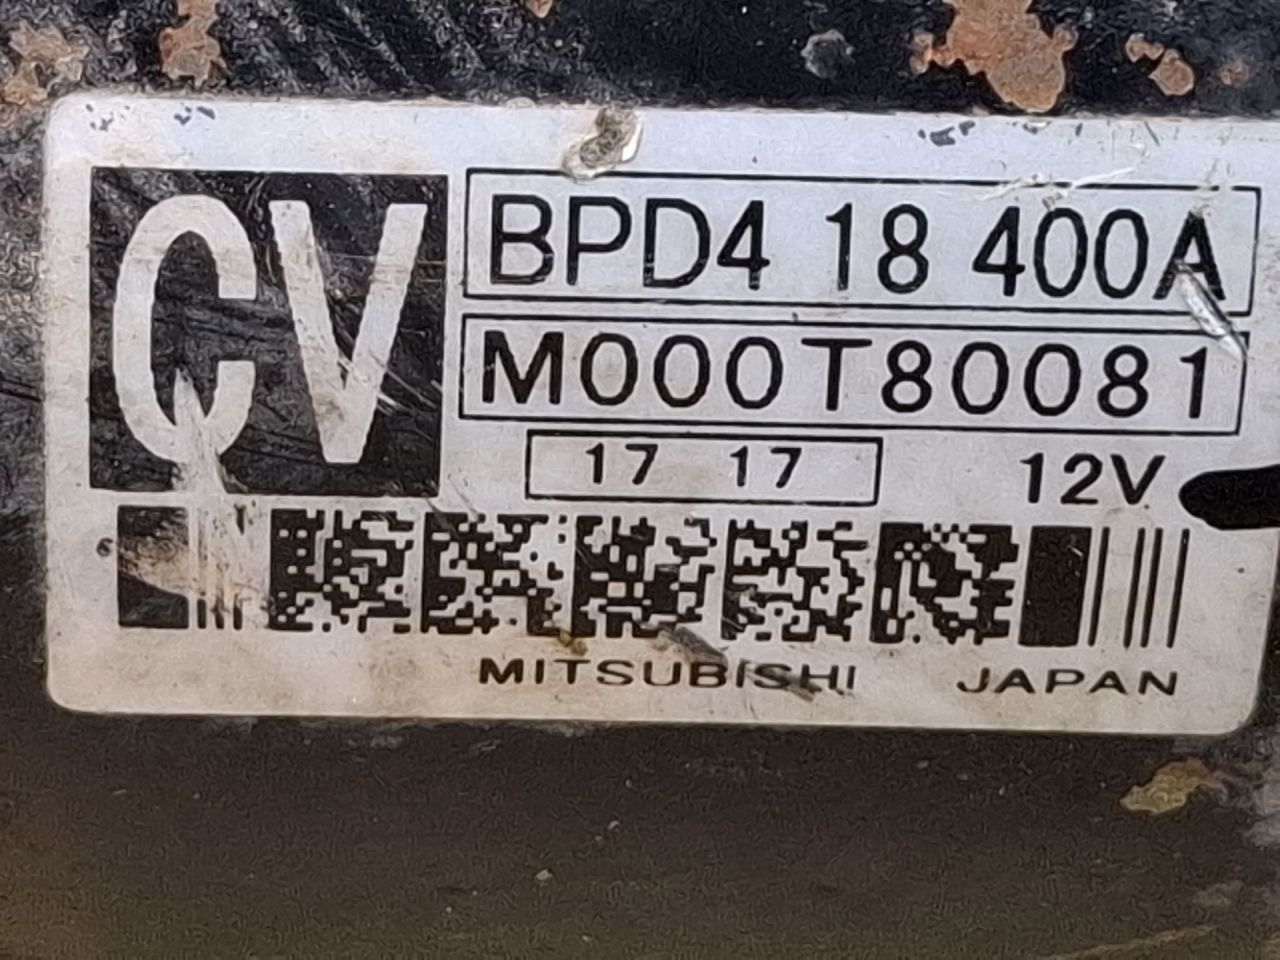 CV
BPD4 18 400A
M000T80081
17 17
12V
MITSUBISHI JAPAN